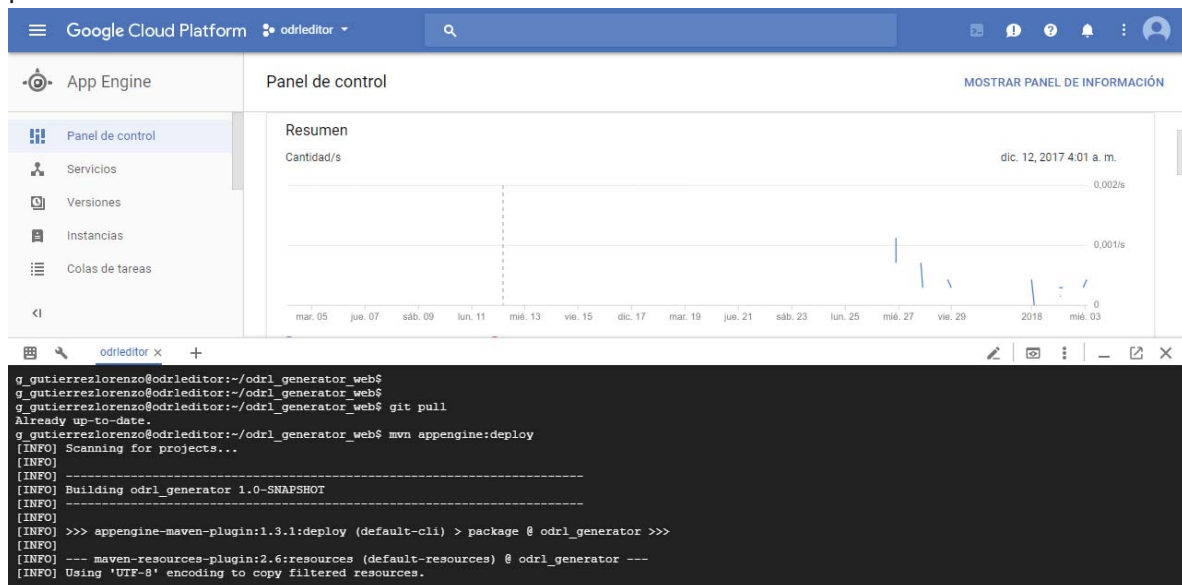 Google Cloud Platform odrleditor
App Engine
Panel de control
MOSTRAR PANEL DE INFORMACIÓN
Panel de control
Servicios
Versiones
Instancias
Colas de tareas
Resumen
Cantidad/s
dic. 12, 2017 4:01 a. m.
0,002/s
0,001/s
0
mar. 05 jue. 07 sáb. 09 lun. 11 mié. 13 vie. 15 dic. 17 mar. 19 jue. 21 sáb. 23 lun. 25 mié. 27 vie. 29 2018 mié. 03
odrleditor × +
g_gutierrezlorenzo@odrleditor:~/odrl_generator_web$
g_gutierrezlorenzo@odrleditor:~/odrl_generator_web$
g_gutierrezlorenzo@odrleditor:~/odrl_generator_web$ git pull
Already up-to-date.
g_gutierrezlorenzo@odrleditor:~/odrl_generator_web$ mvn appengine:deploy
[INFO] Scanning for projects...
[INFO]
[INFO] ------------------------------------------------------------------------
[INFO] Building odrl_generator 1.0-SNAPSHOT
[INFO] ------------------------------------------------------------------------
[INFO]
[INFO] >>> appengine-maven-plugin:1.3.1:deploy (default-cli) > package @ odrl_generator >>>
[INFO]
[INFO] --- maven-resources-plugin:2.6:resources (default-resources) @ odrl_generator ---
[INFO] Using 'UTF-8' encoding to copy filtered resources.